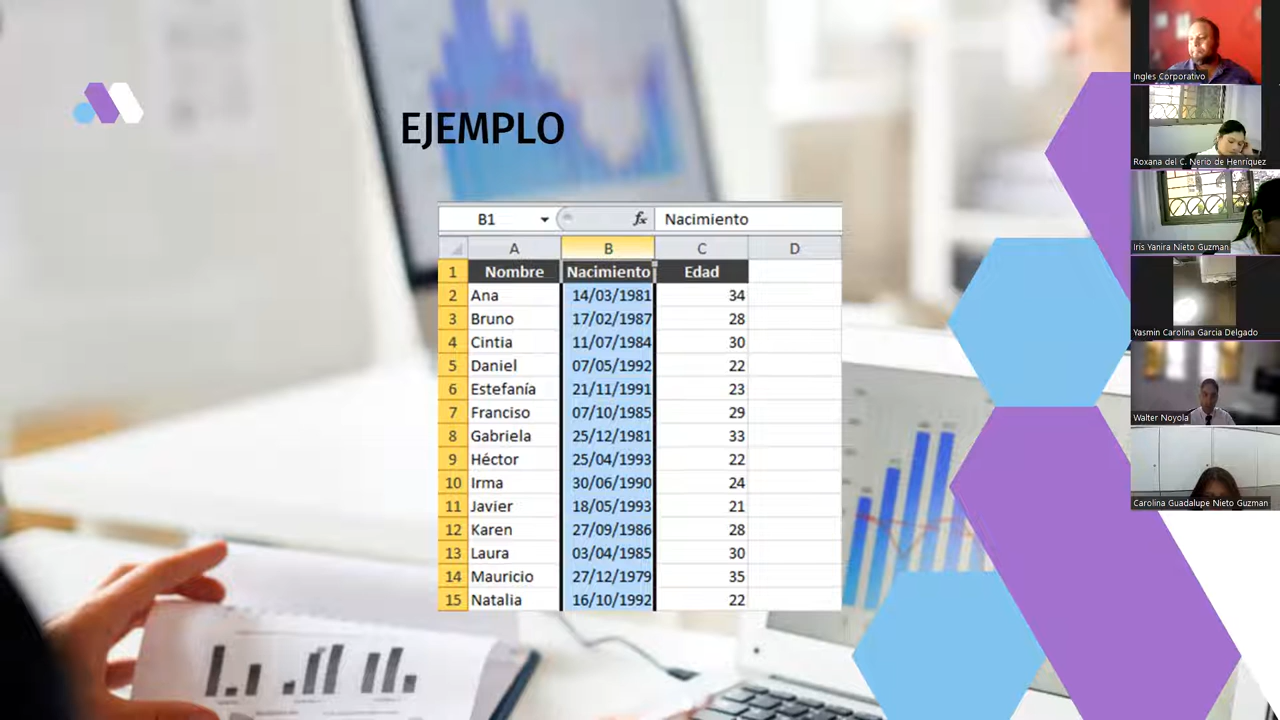 EJEMPLO
B1 fx Nacimiento
A B C D
1 Nombre Nacimiento Edad
2 Ana 14/03/1981 34
3 Bruno 17/02/1987 28
4 Cintia 11/07/1984 30
5 Daniel 07/05/1992 22
6 Estefanía 21/11/1991 23
7 Franciso 07/10/1985 29
8 Gabriela 25/12/1981 33
9 Héctor 25/04/1993 22
10 Irma 30/06/1990 24
11 Javier 18/05/1993 21
12 Karen 27/09/1986 28
13 Laura 03/04/1985 30
14 Mauricio 27/12/1979 35
15 Natalia 16/10/1992 22
Ingles Corporativo
Roxana del C. Nerio de Henríquez
Iris Yanira Nieto Guzman
Yasmin Carolina Garcia Delgado
Walter Noyola
Carolina Guadalupe Nieto Guzman